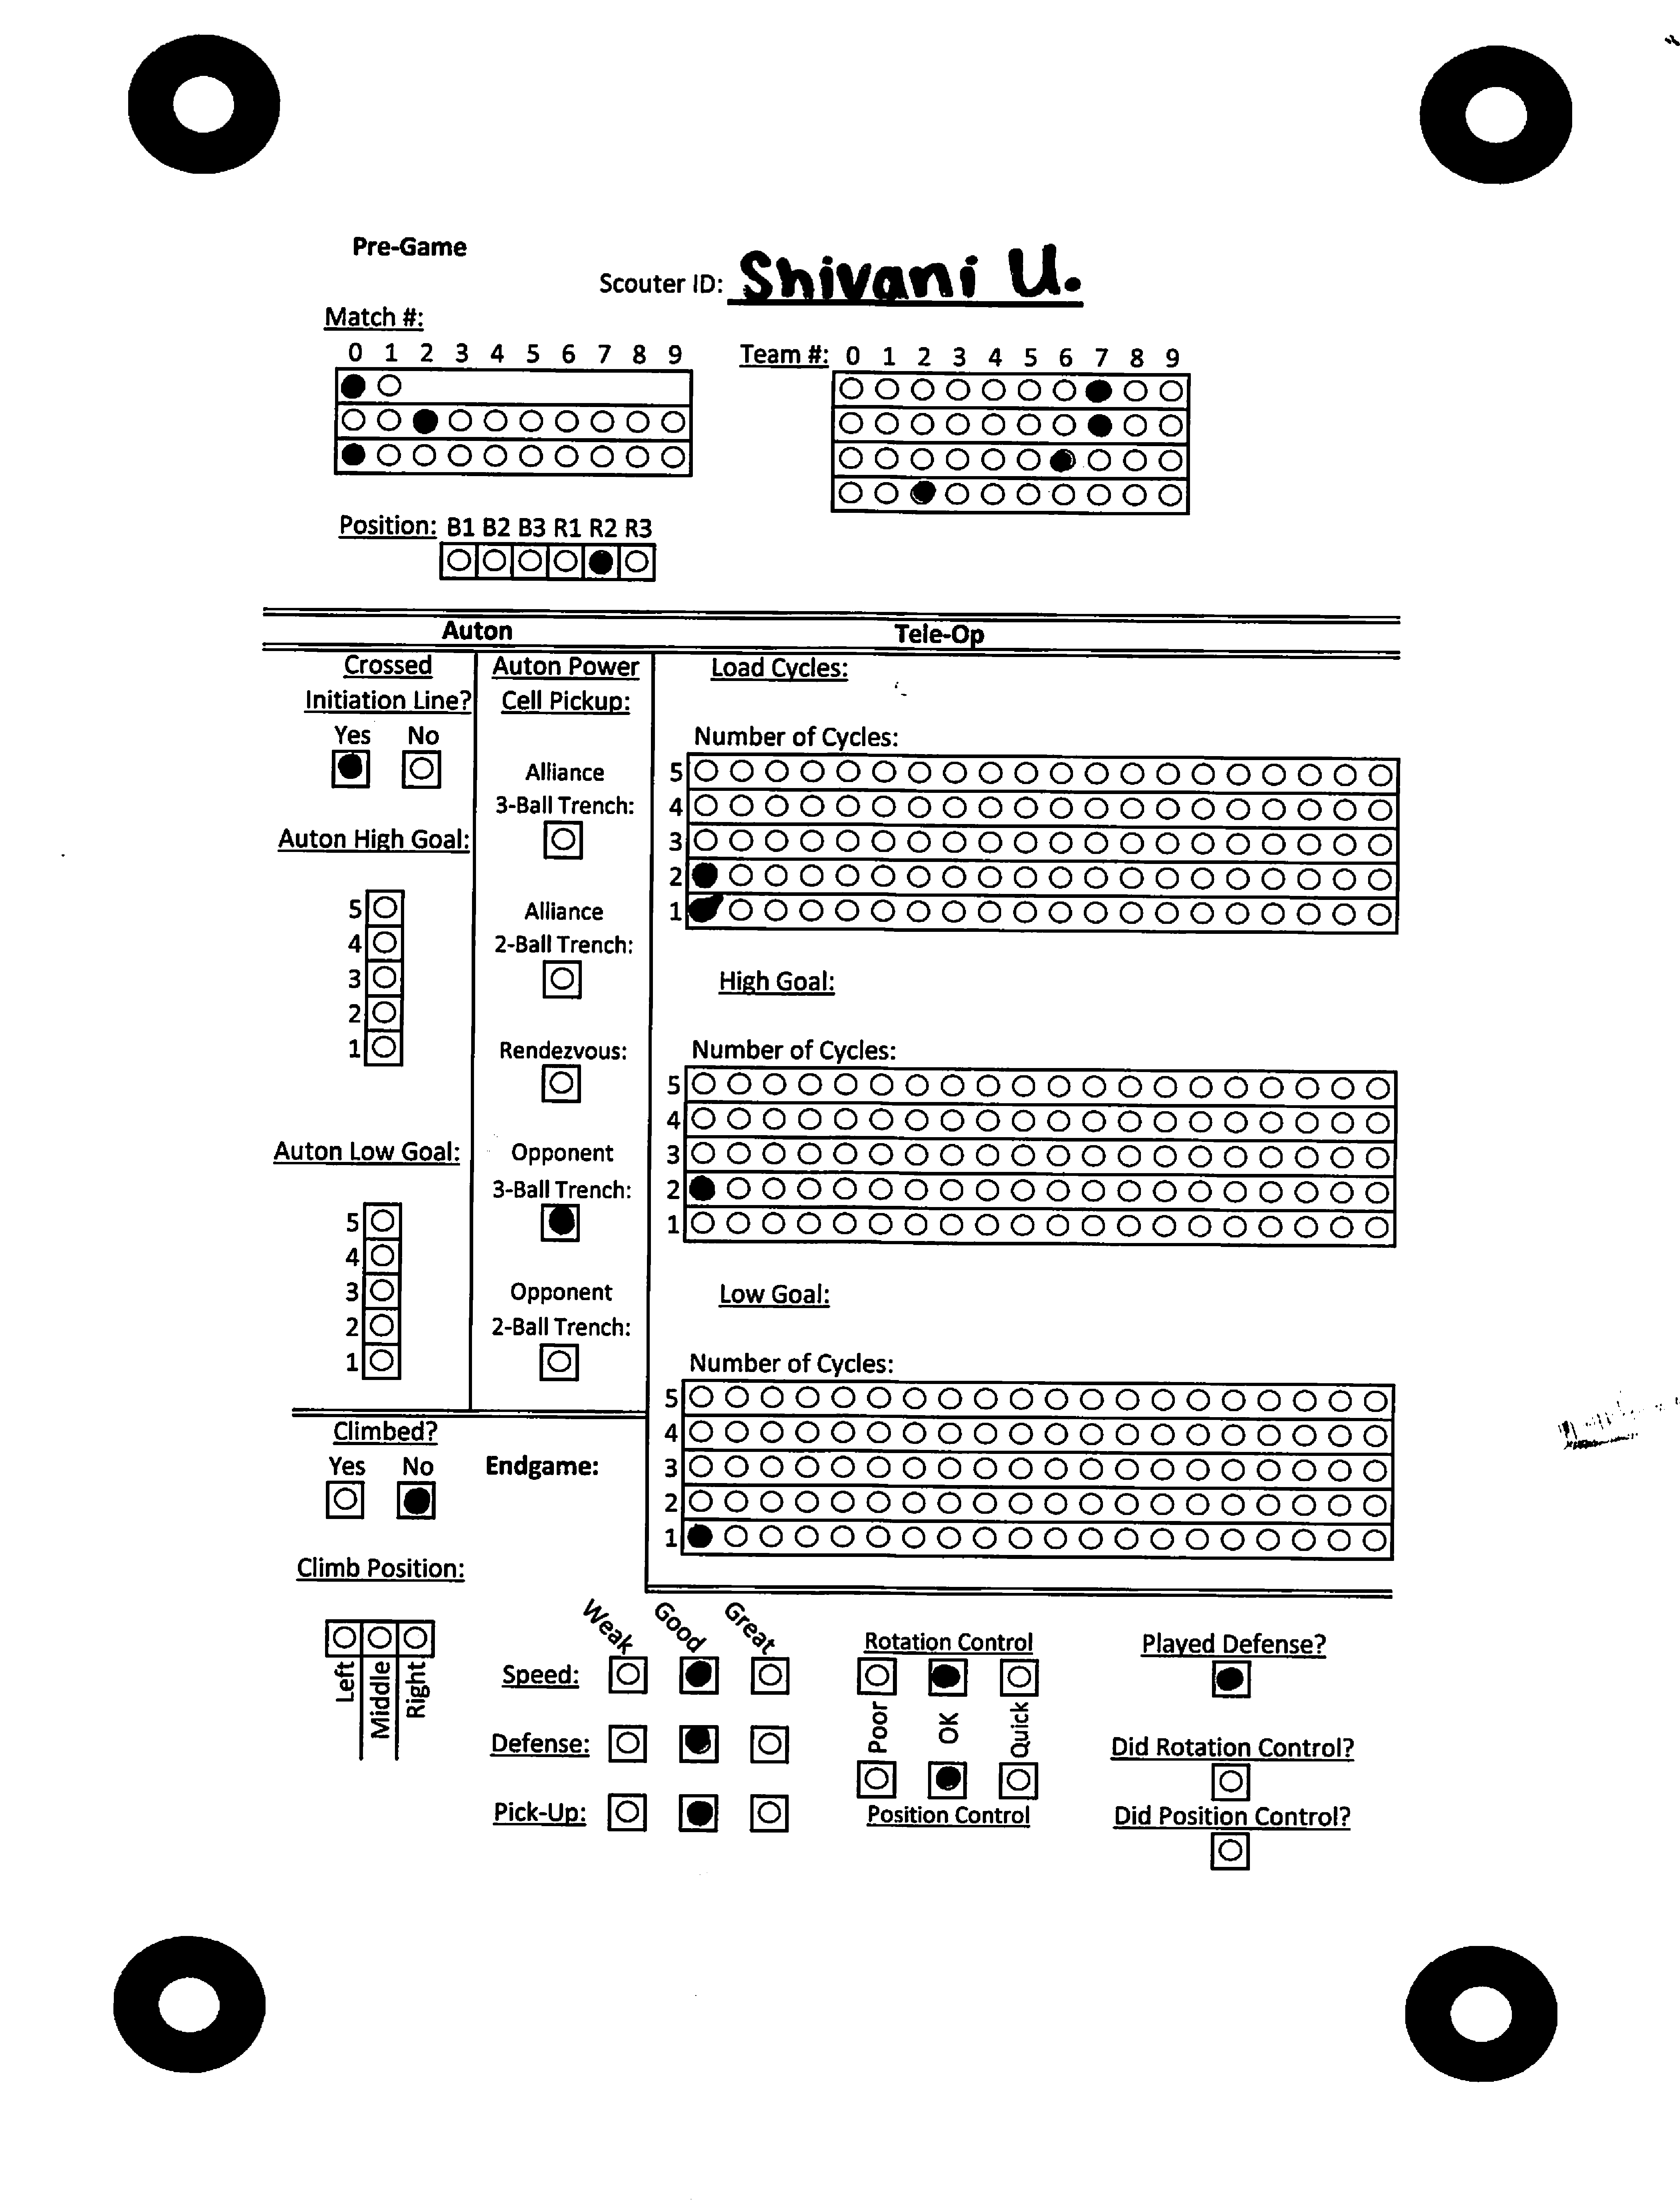 Pre-Game
Scouter ID: Shivani U.
Match #:
0 1 2 3 4 5 6 7 8 9
Team #: 0 1 2 3 4 5 6 7 8 9
Position: B1 B2 B3 R1 R2 R3
Auton
Tele-Op
Crossed
Initiation Line?
Yes No
Auton High Goal:
5
4
3
2
1
Auton Low Goal:
5
4
3
2
1
Auton Power
Cell Pickup:
Alliance
3-Ball Trench:
Alliance
2-Ball Trench:
Rendezvous:
Opponent
3-Ball Trench:
Opponent
2-Ball Trench:
Load Cycles:
Number of Cycles:
5
4
3
2
1
High Goal:
Number of Cycles:
5
4
3
2
1
Low Goal:
Number of Cycles:
5
4
3
2
1
Climbed?
Yes No
Endgame:
Climb Position:
Left
Middle
Right
Weak Good Great
Speed:
Defense:
Pick-Up:
Rotation Control
Poor OK Quick
Position Control
Played Defense?
Did Rotation Control?
Did Position Control?